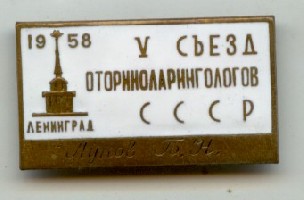 1958
V СЪЕЗД
ОТОРИНОЛАРИНГОЛОГОВ
СССР
ЛЕНИНГРАД
Б. Н.